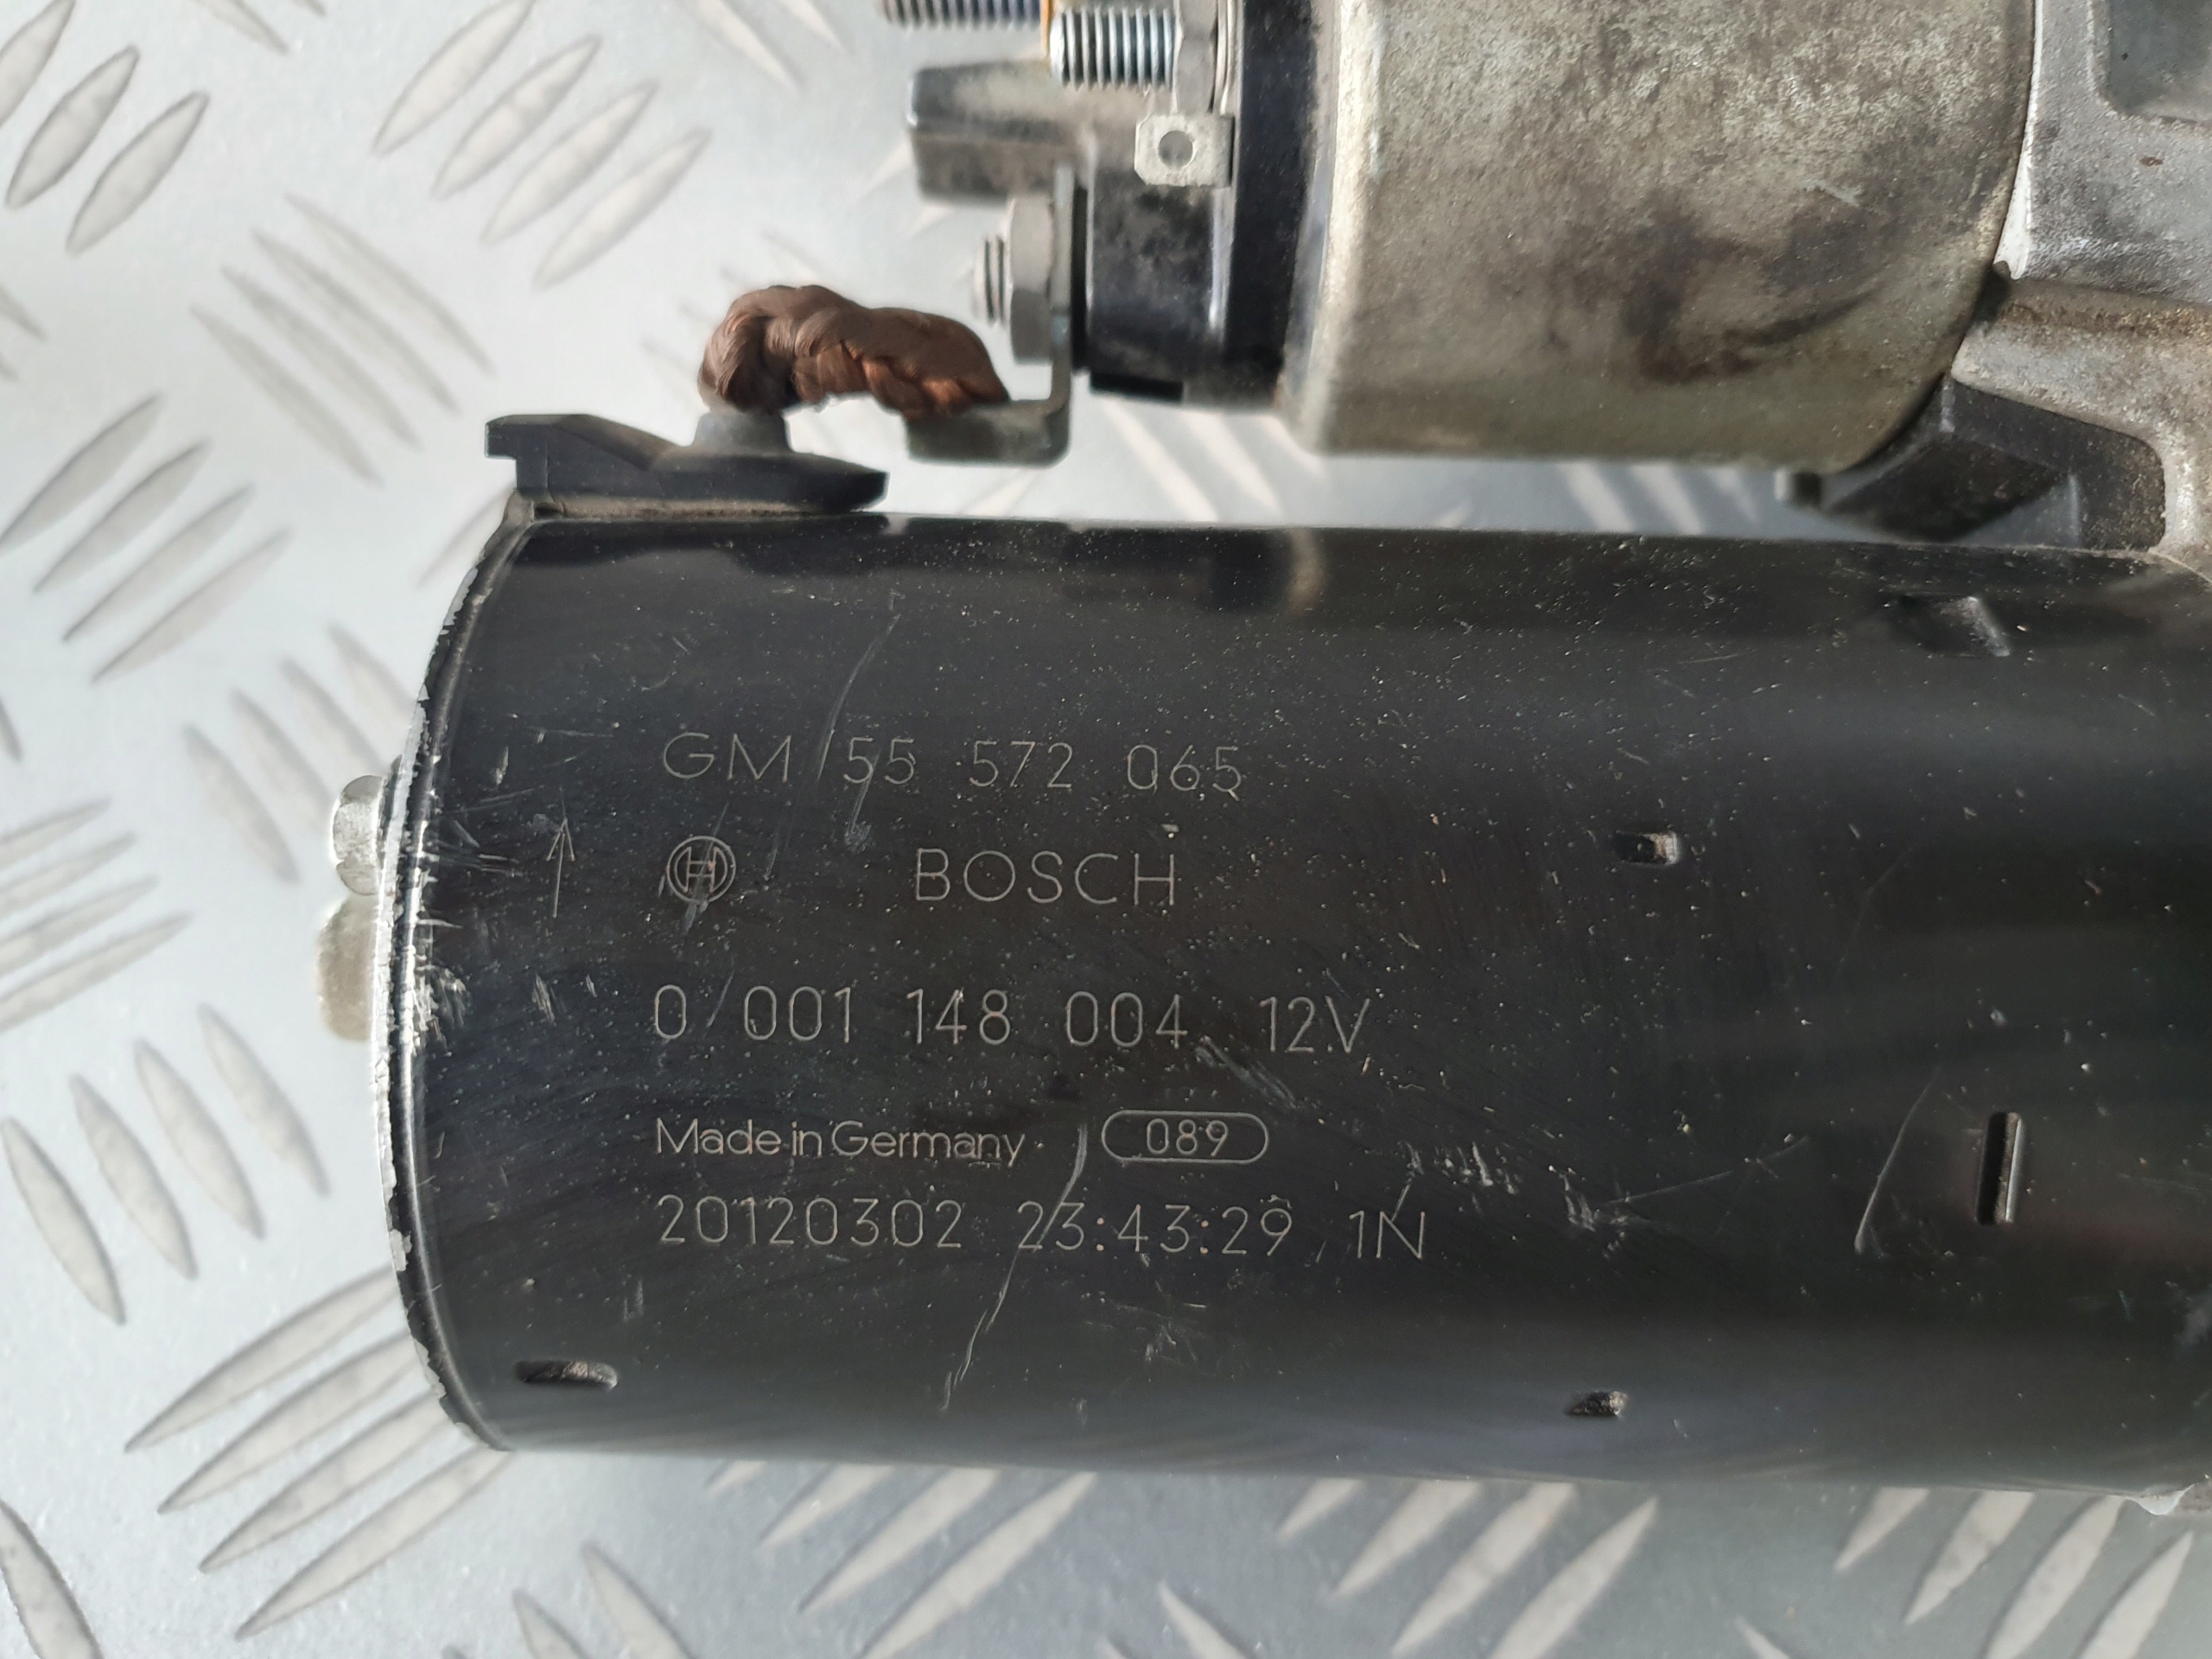 GM 55 572 065
BOSCH
0 001 148 004 12V
Made in Germany 089
20120302 23:43:29 1N